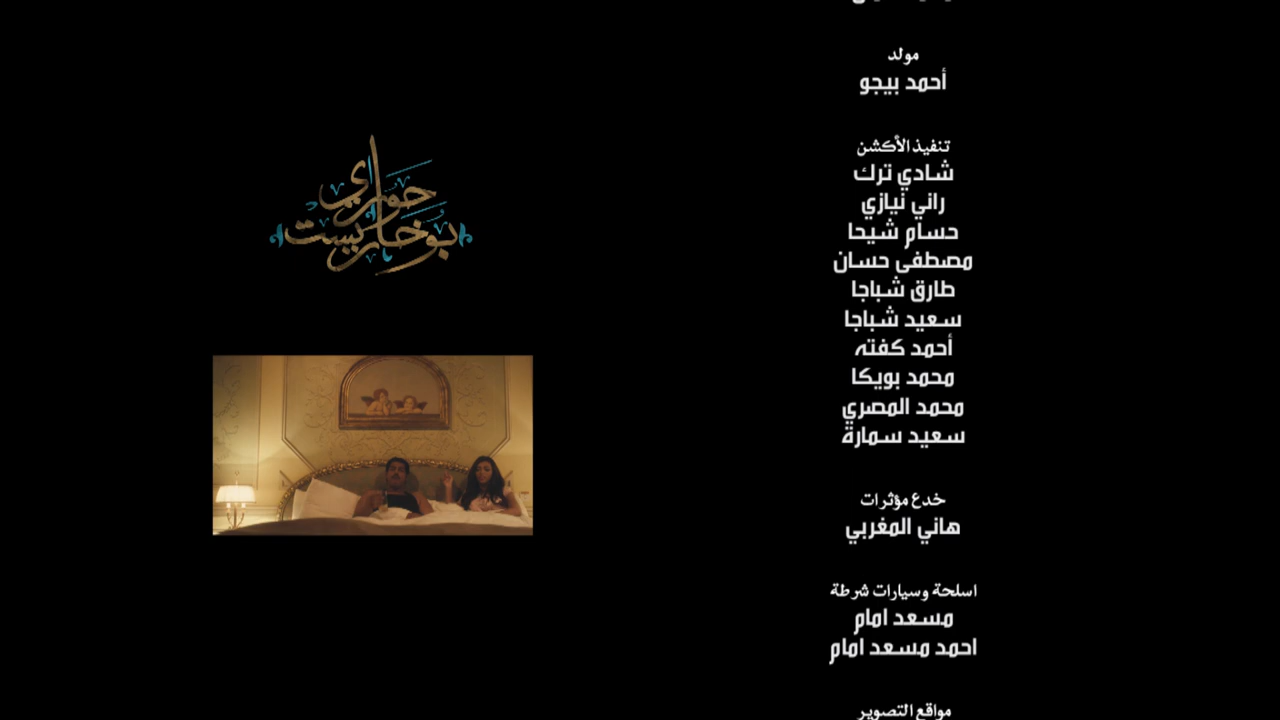 حواري
بوخارست
مولد
أحمد بيجو
تنفيذ الأكشن
شادي ترك
راني نيازي
حسام شيحا
مصطفى حسان
طارق شباجا
سعيد شباجا
أحمد كفته
محمد بويكا
محمد المصري
سعيد سمارة
خدع مؤثرات
هاني المغربي
اسلحة وسيارات شرطة
مسعد امام
احمد مسعد امام
مواقع التصوير